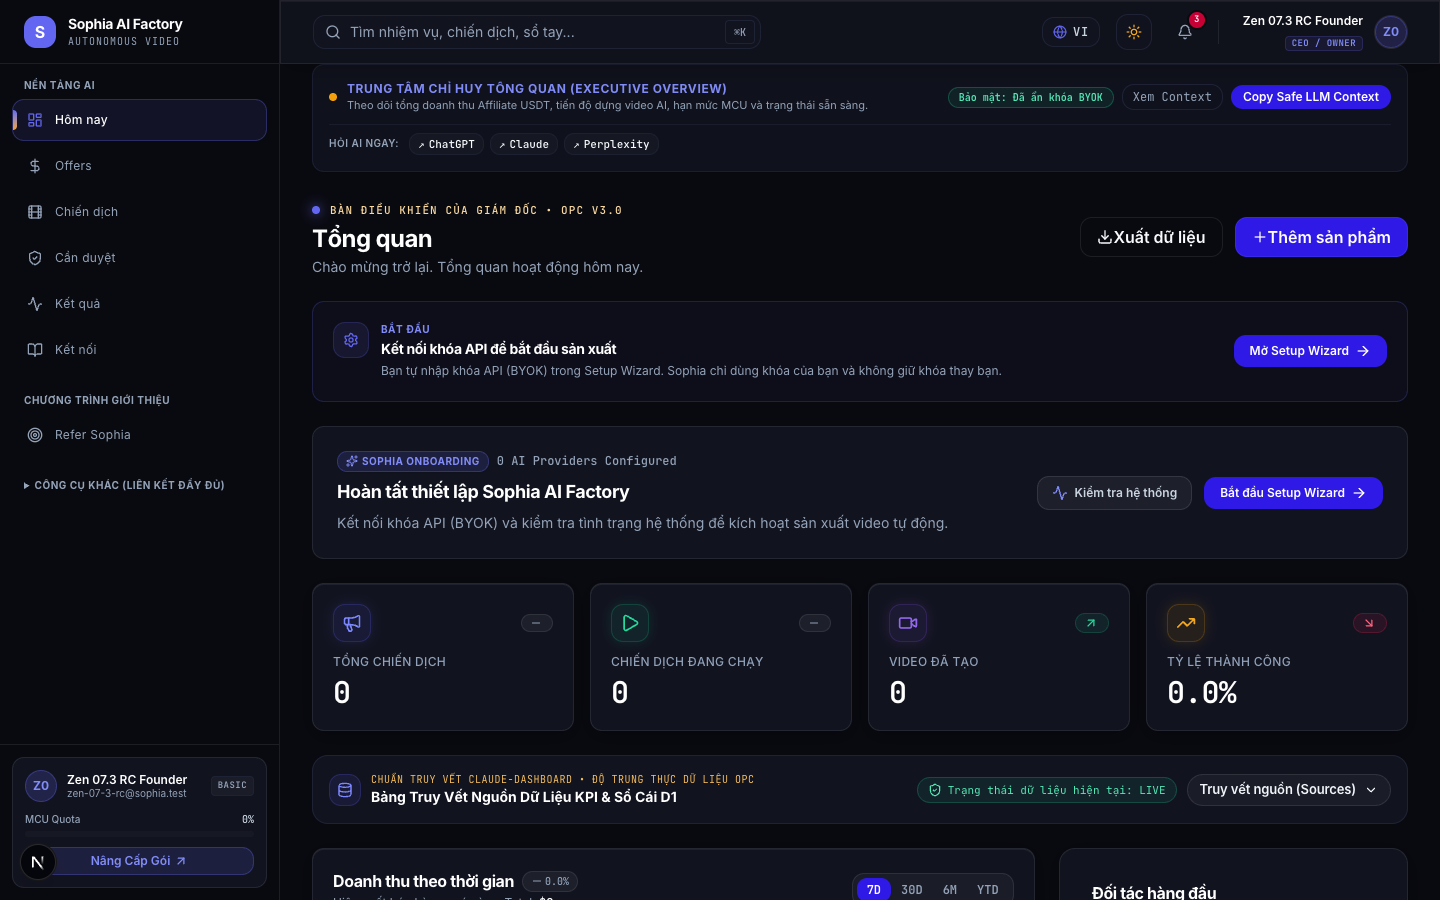 S
Sophia AI Factory
AUTONOMOUS VIDEO
NỀN TẢNG AI
Hôm nay
Offers
Chiến dịch
Cần duyệt
Kết quả
Kết nối
CHƯƠNG TRÌNH GIỚI THIỆU
Refer Sophia
▸ CÔNG CỤ KHÁC (LIÊN KẾT ĐẦY ĐỦ)
Z0
Zen 07.3 RC Founder
zen-07-3-rc@sophia.test
BASIC
MCU Quota
0%
Nâng Cấp Gói ↗
N
Tìm nhiệm vụ, chiến dịch, sổ tay...
⌘K
VI
3
Zen 07.3 RC Founder
CEO / OWNER
Z0
TRUNG TÂM CHỈ HUY TỔNG QUAN (EXECUTIVE OVERVIEW)
Theo dõi tổng doanh thu Affiliate USDT, tiến độ dựng video AI, hạn mức MCU và trạng thái sẵn sàng.
Bảo mật: Đã ẩn khóa BYOK
Xem Context
Copy Safe LLM Context
HỎI AI NGAY:
↗ ChatGPT
↗ Claude
↗ Perplexity
BÀN ĐIỀU KHIỂN CỦA GIÁM ĐỐC • OPC V3.0
Tổng quan
Chào mừng trở lại. Tổng quan hoạt động hôm nay.
Xuất dữ liệu
Thêm sản phẩm
BẮT ĐẦU
Kết nối khóa API để bắt đầu sản xuất
Bạn tự nhập khóa API (BYOK) trong Setup Wizard. Sophia chỉ dùng khóa của bạn và không giữ khóa thay bạn.
Mở Setup Wizard →
SOPHIA ONBOARDING
0 AI Providers Configured
Hoàn tất thiết lập Sophia AI Factory
Kết nối khóa API (BYOK) và kiểm tra tình trạng hệ thống để kích hoạt sản xuất video tự động.
Kiểm tra hệ thống
Bắt đầu Setup Wizard →
TỔNG CHIẾN DỊCH
0
CHIẾN DỊCH ĐANG CHẠY
0
VIDEO ĐÃ TẠO
0
TỶ LỆ THÀNH CÔNG
0.0%
CHUẨN TRUY VẾT CLAUDE-DASHBOARD • ĐỘ TRUNG THỰC DỮ LIỆU OPC
Bảng Truy Vết Nguồn Dữ Liệu KPI & Sổ Cái D1
Trạng thái dữ liệu hiện tại: LIVE
Truy vết nguồn (Sources)
Doanh thu theo thời gian
0.0%
7D
30D
6M
YTD
Đối tác hàng đầu